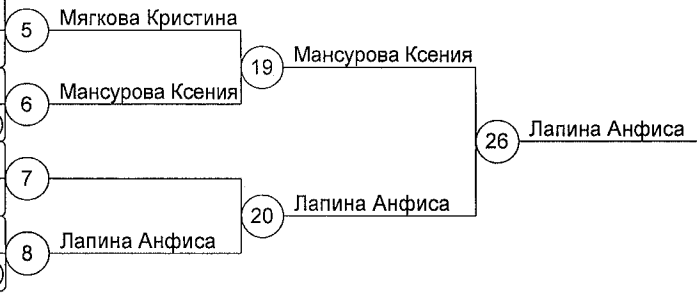 5 Мягкова Кристина
19 Мансурова Ксения
6 Мансурова Ксения
26 Лапина Анфиса
7
20 Лапина Анфиса
8 Лапина Анфиса